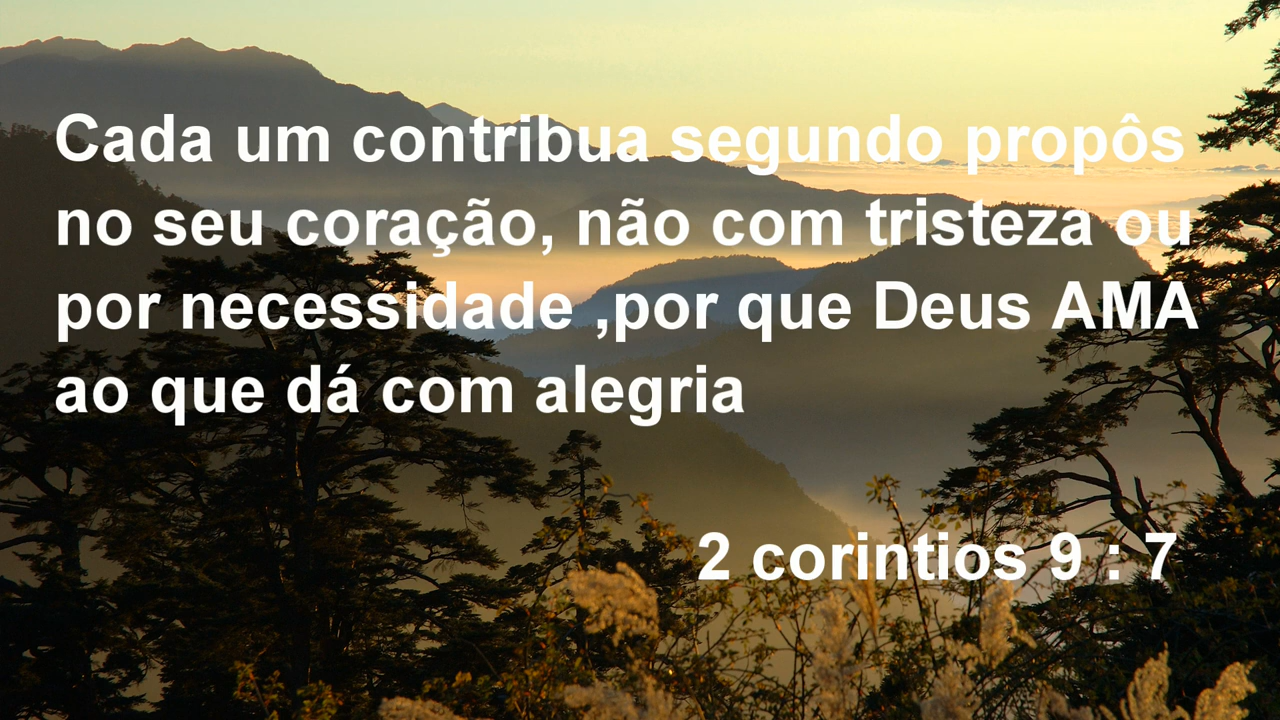 Cada um contribua segundo propôs
no seu coração, não com tristeza ou
por necessidade ,por que Deus AMA
ao que dá com alegria
2 corintios 9 : 7